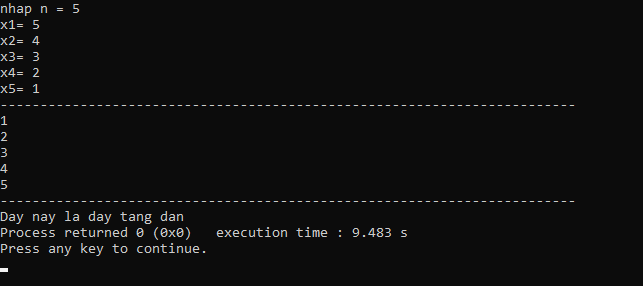 nhap n = 5
x1= 5
x2= 4
x3= 3
x4= 2
x5= 1
------------------------------------------------------------------------
1
2
3
4
5
------------------------------------------------------------------------
Day nay la day tang dan
Process returned 0 (0x0)   execution time : 9.483 s
Press any key to continue.